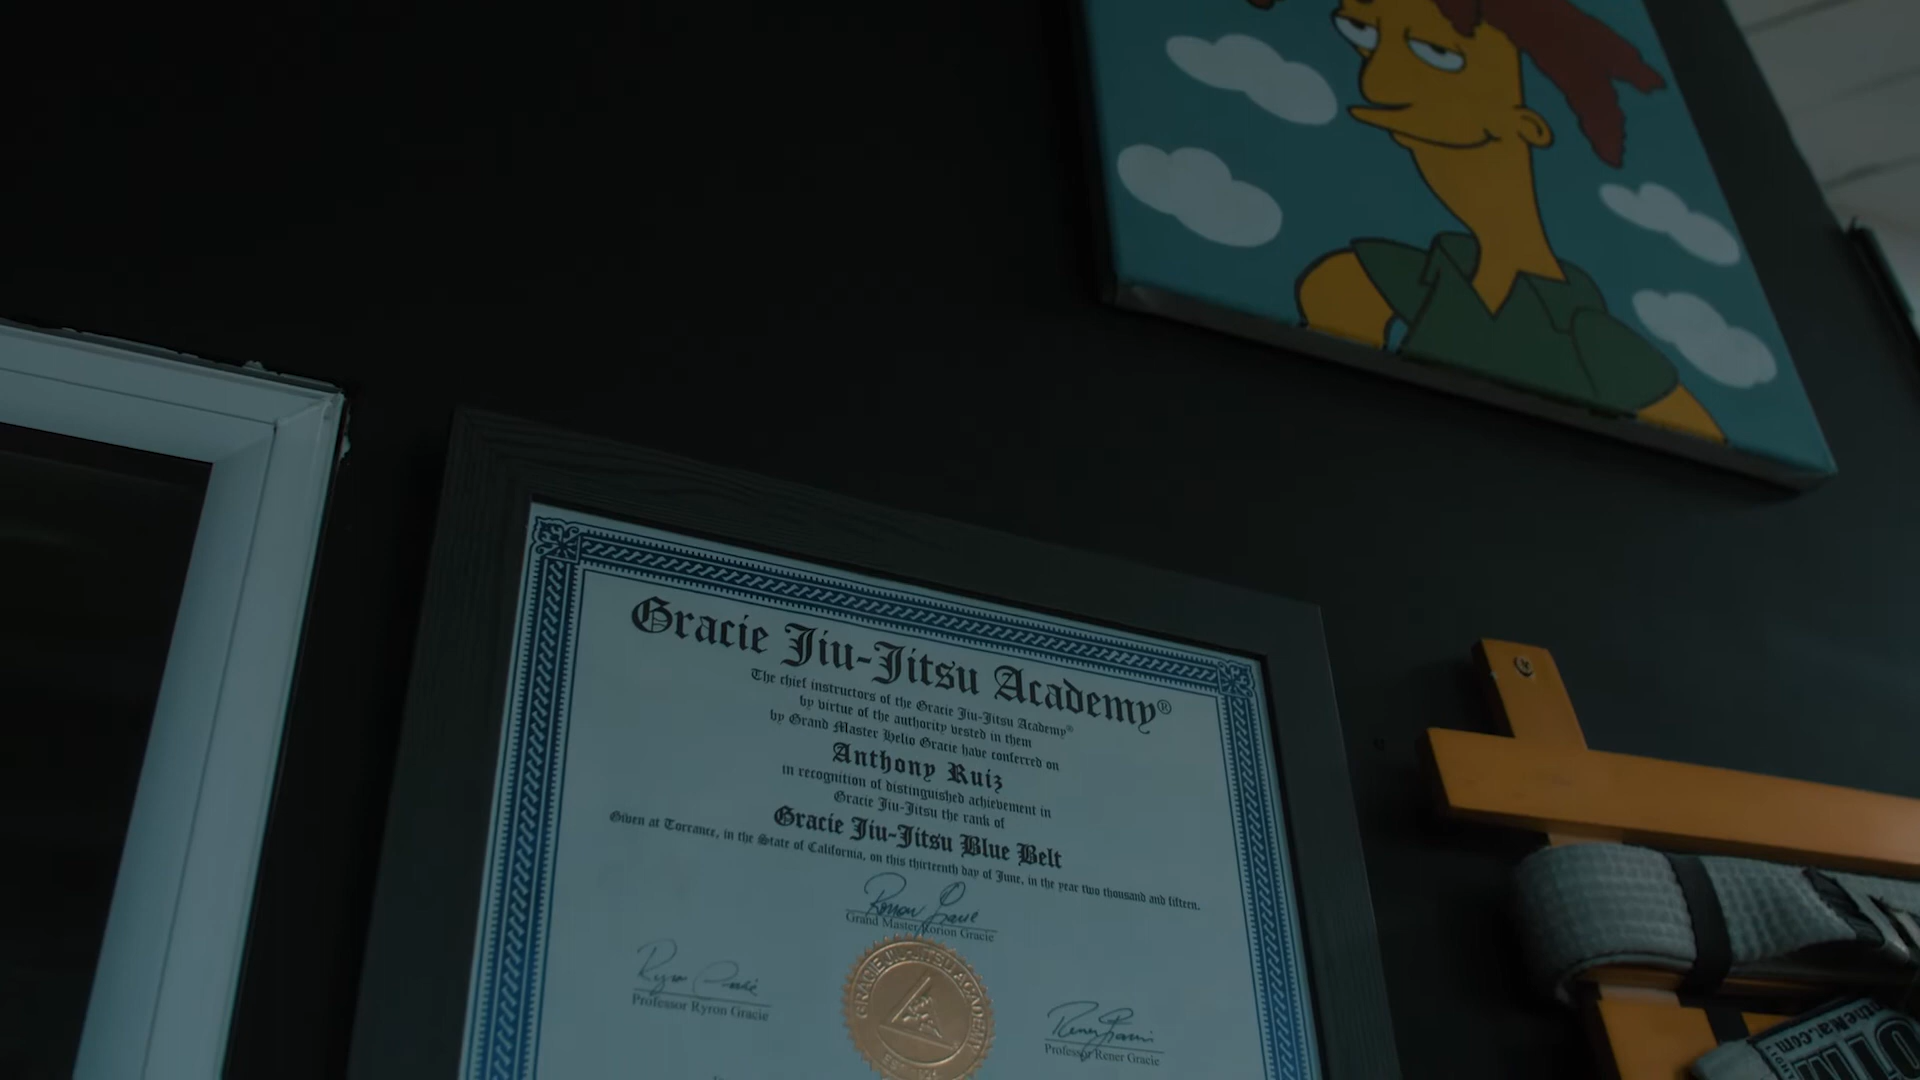 Gracie Jiu-Jitsu Academy®
The chief instructors of the Gracie Jiu-Jitsu Academy®
by virtue of the authority vested in them
by Grand Master Helio Gracie have conferred on
Anthony Ruiz
in recognition of distinguished achievement in
Gracie Jiu-Jitsu the rank of
Gracie Jiu-Jitsu Blue Belt
Given at Torrance, in the State of California, on this thirteenth day of June, in the year two thousand and fifteen.
Grand Master Rorion Gracie
Professor Ryron Gracie
GRACIE JIU-JITSU ACADEMY
Professor Rener Gracie